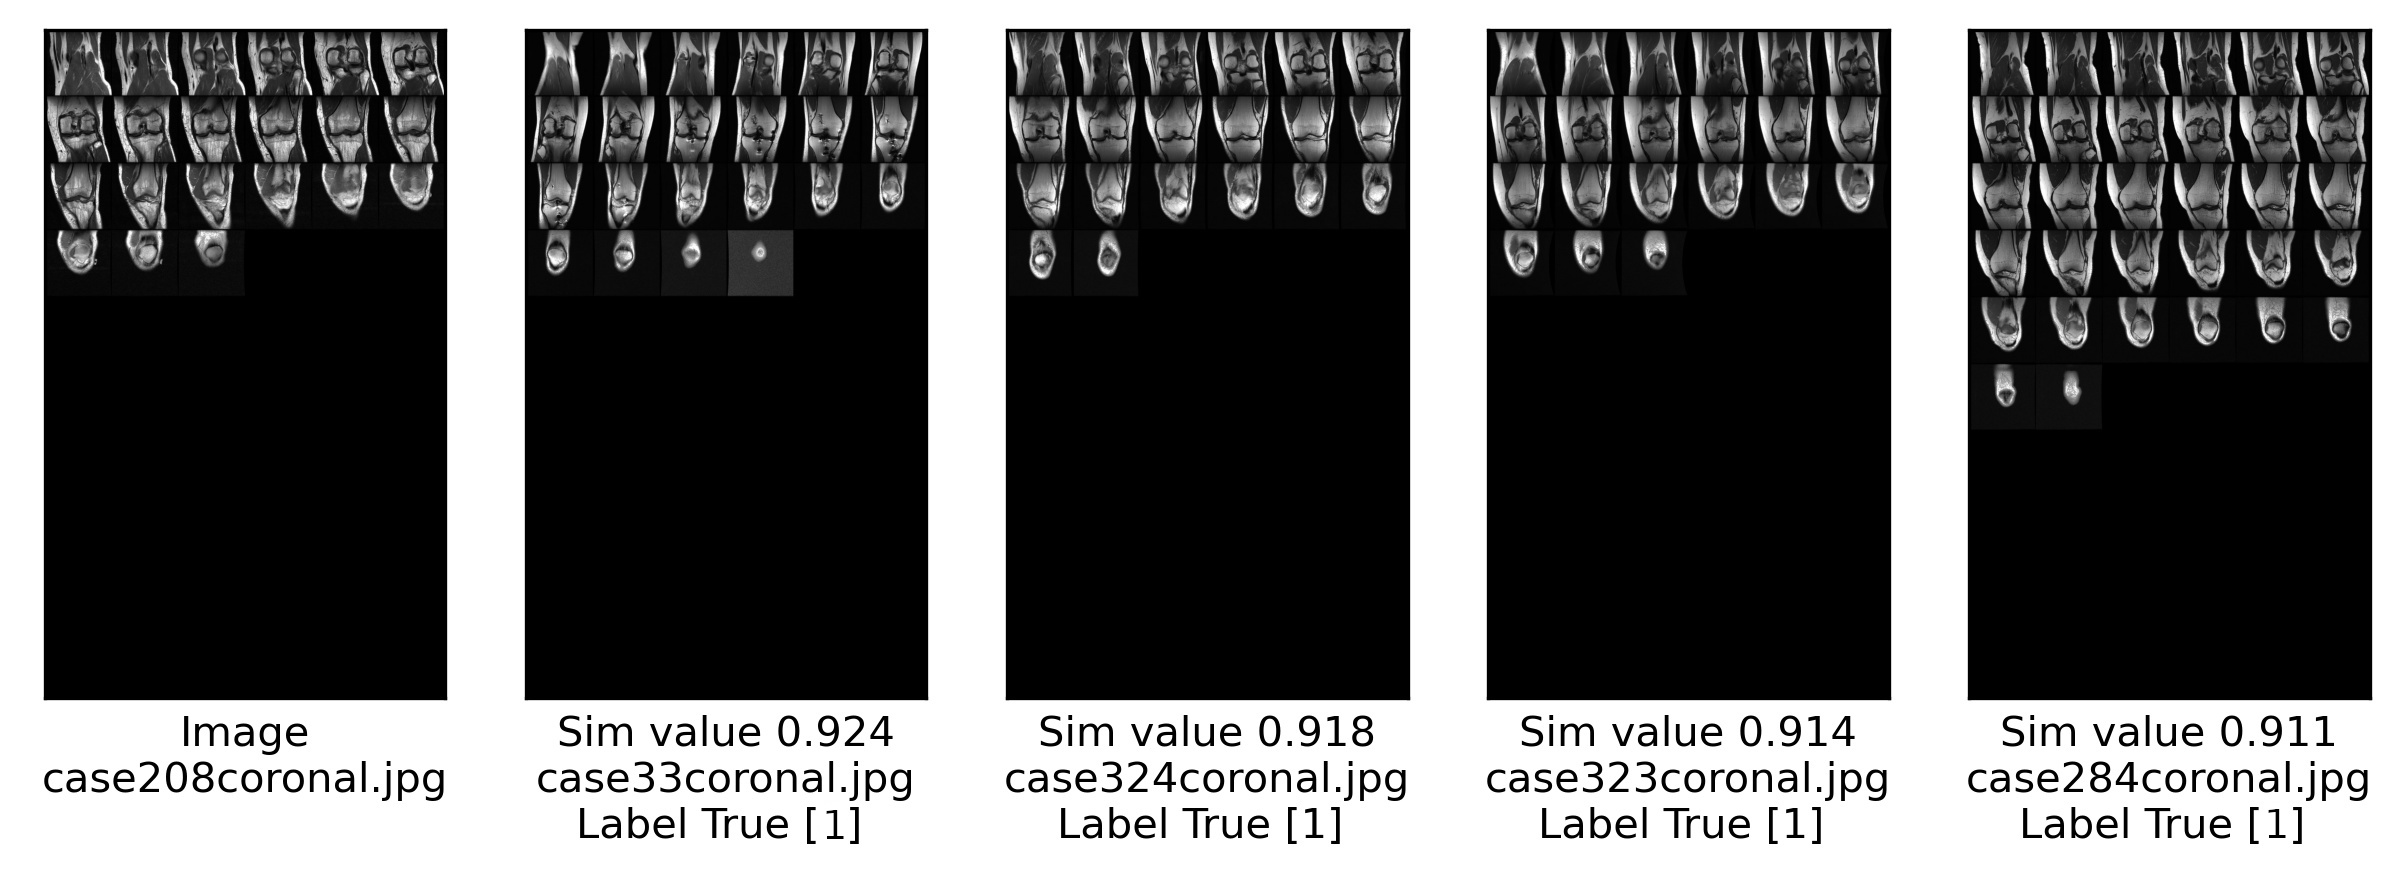 Image
case208coronal.jpg
Sim value 0.924
case33coronal.jpg
Label True [1]
Sim value 0.918
case324coronal.jpg
Label True [1]
Sim value 0.914
case323coronal.jpg
Label True [1]
Sim value 0.911
case284coronal.jpg
Label True [1]